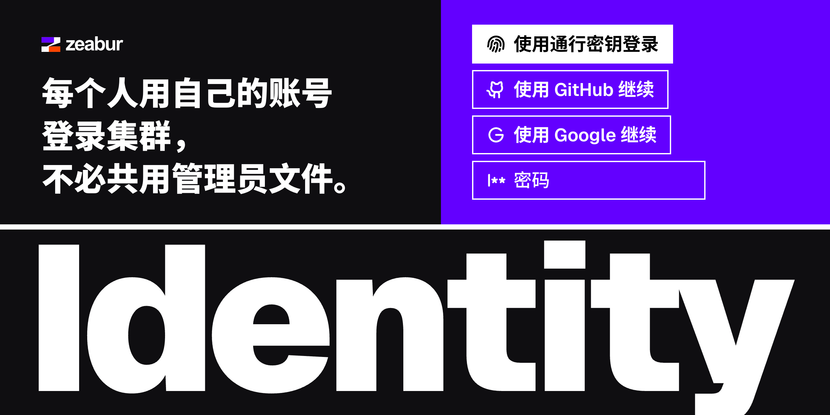 zeabur
每个人用自己的账号
登录集群，
不必共用管理员文件。
使用通行密钥登录
使用 GitHub 继续
使用 Google 继续
密码
Identity